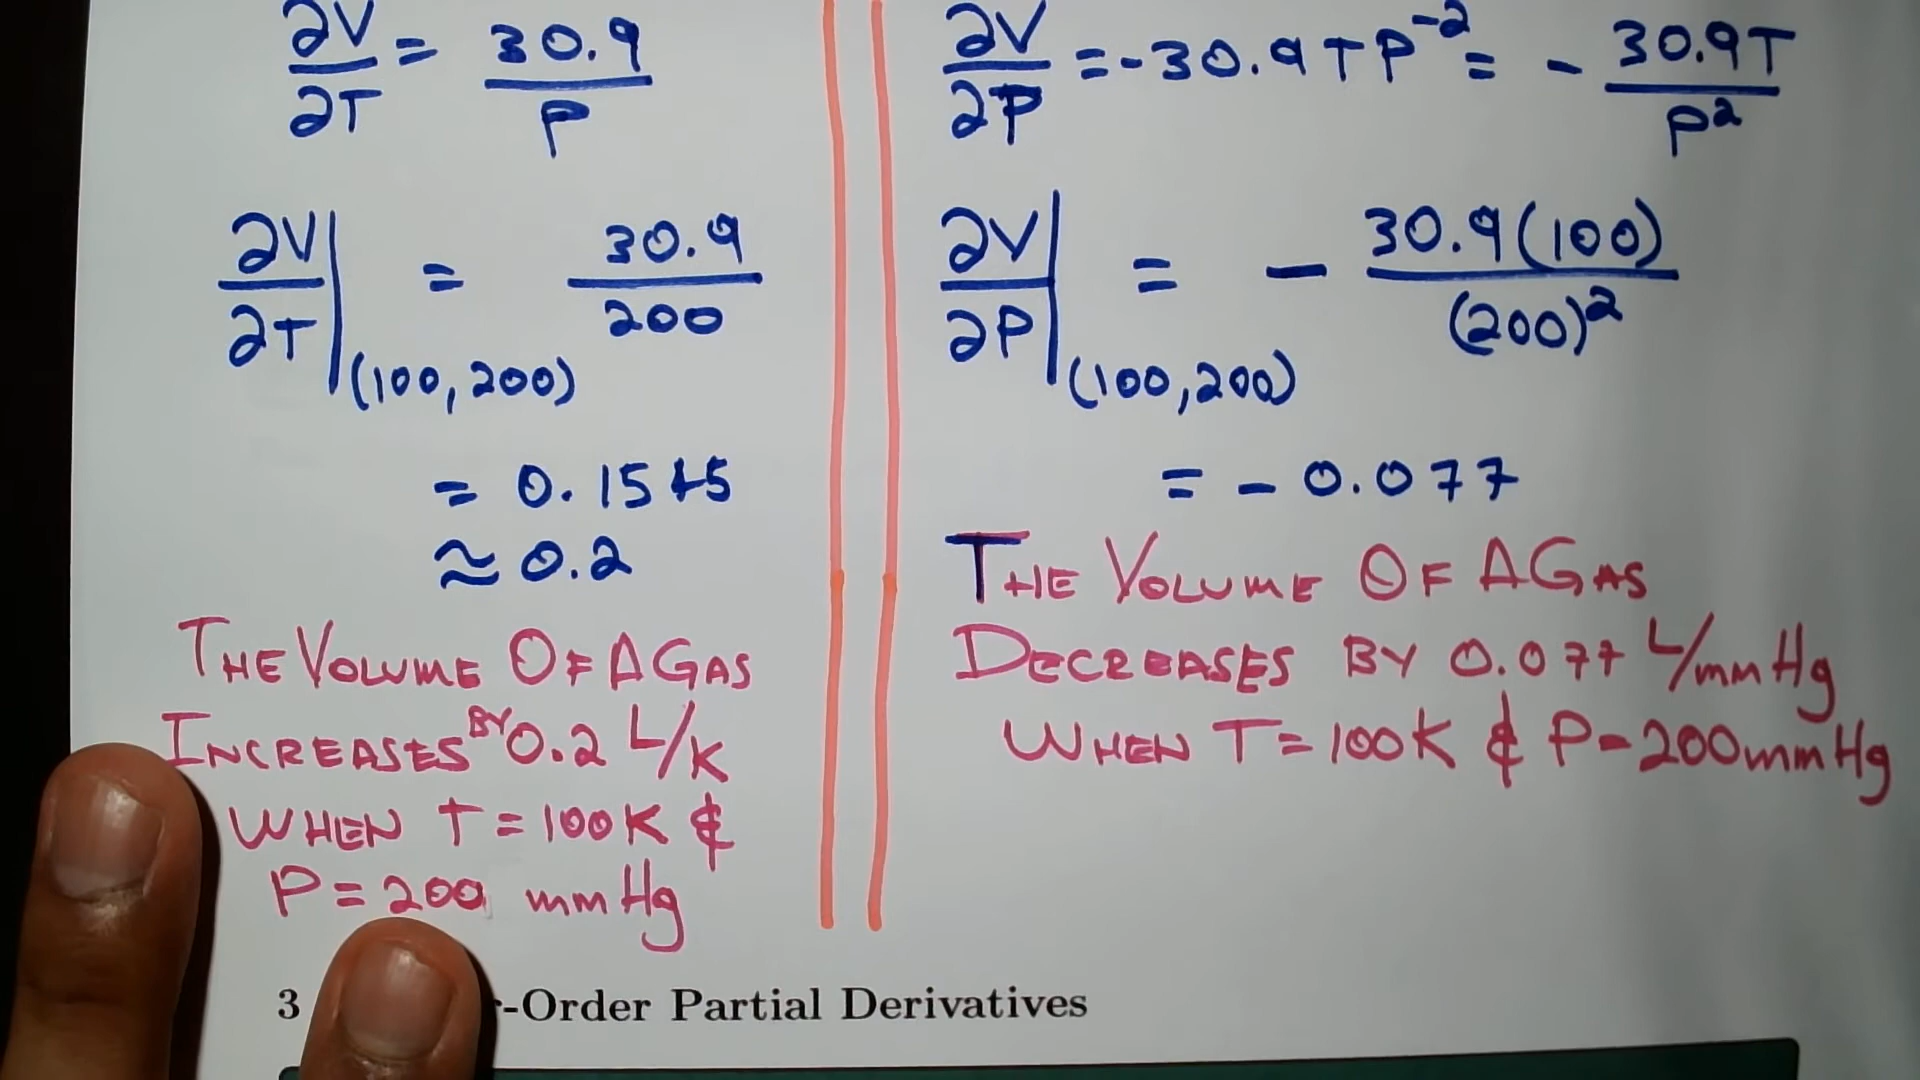 ∂V/∂T = 30.9/P
∂V/∂T|(100,200) = 30.9/200
= 0.1545
≈ 0.2
THE VOLUME OF A GAS
INCREASES BY 0.2 L/K
WHEN T = 100K &
P = 200 mmHg
∂V/∂P = -30.9TP^-2 = - 30.9T/P^2
∂V/∂P|(100,200) = - 30.9(100)/(200)^2
= - 0.077
THE VOLUME OF A GAS
DECREASES BY 0.077 L/mmHg
WHEN T = 100K & P = 200mmHg
3 -Order Partial Derivatives